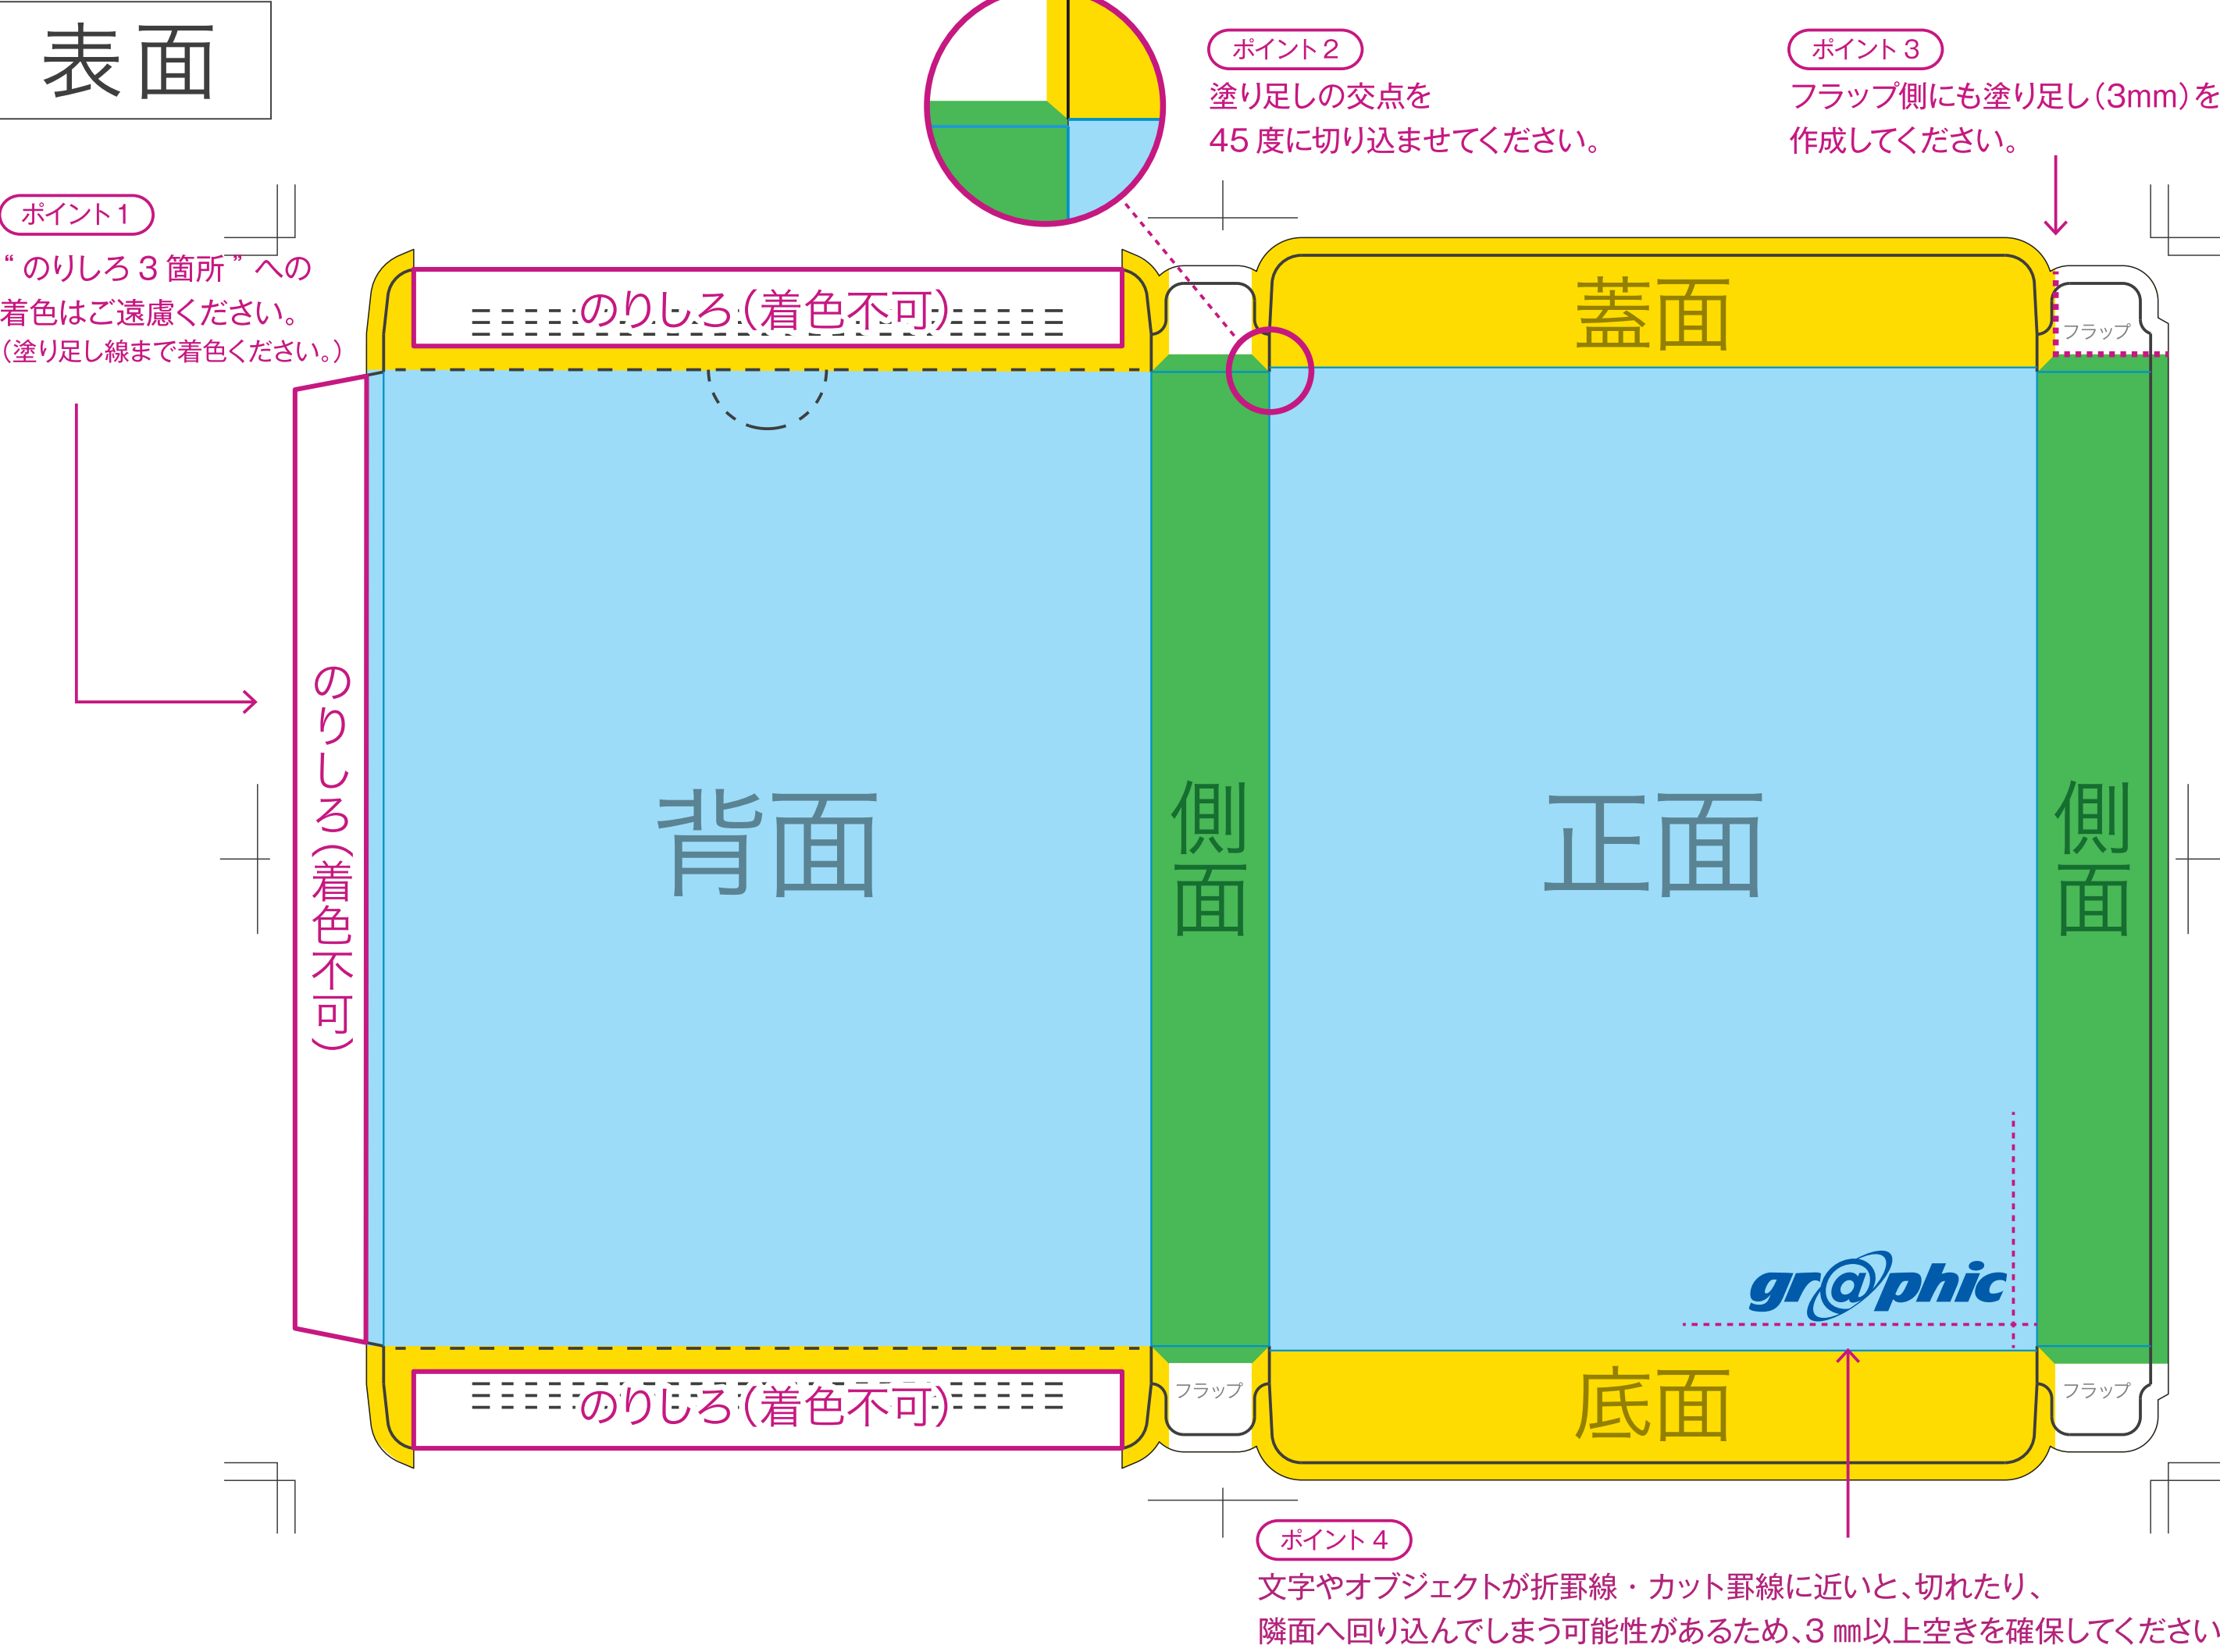 表面
ポイント 1
“ のりしろ 3 箇所 ” への
着色はご遠慮ください。
（塗り足し線まで着色ください。）
ポイント 2
塗り足しの交点を
45 度に切り込ませてください。
ポイント 3
フラップ側にも塗り足し（3mm）を
作成してください。
のりしろ（着色不可）
蓋面
フラップ
フラップ
のりしろ（着色不可）
背面
側面
正面
側面
gr@phic
のりしろ（着色不可）
底面
フラップ
フラップ
ポイント 4
文字やオブジェクトが折罫線・カット罫線に近いと、切れたり、
隣面へ回り込んでしまう可能性があるため、3 mm以上空きを確保してください